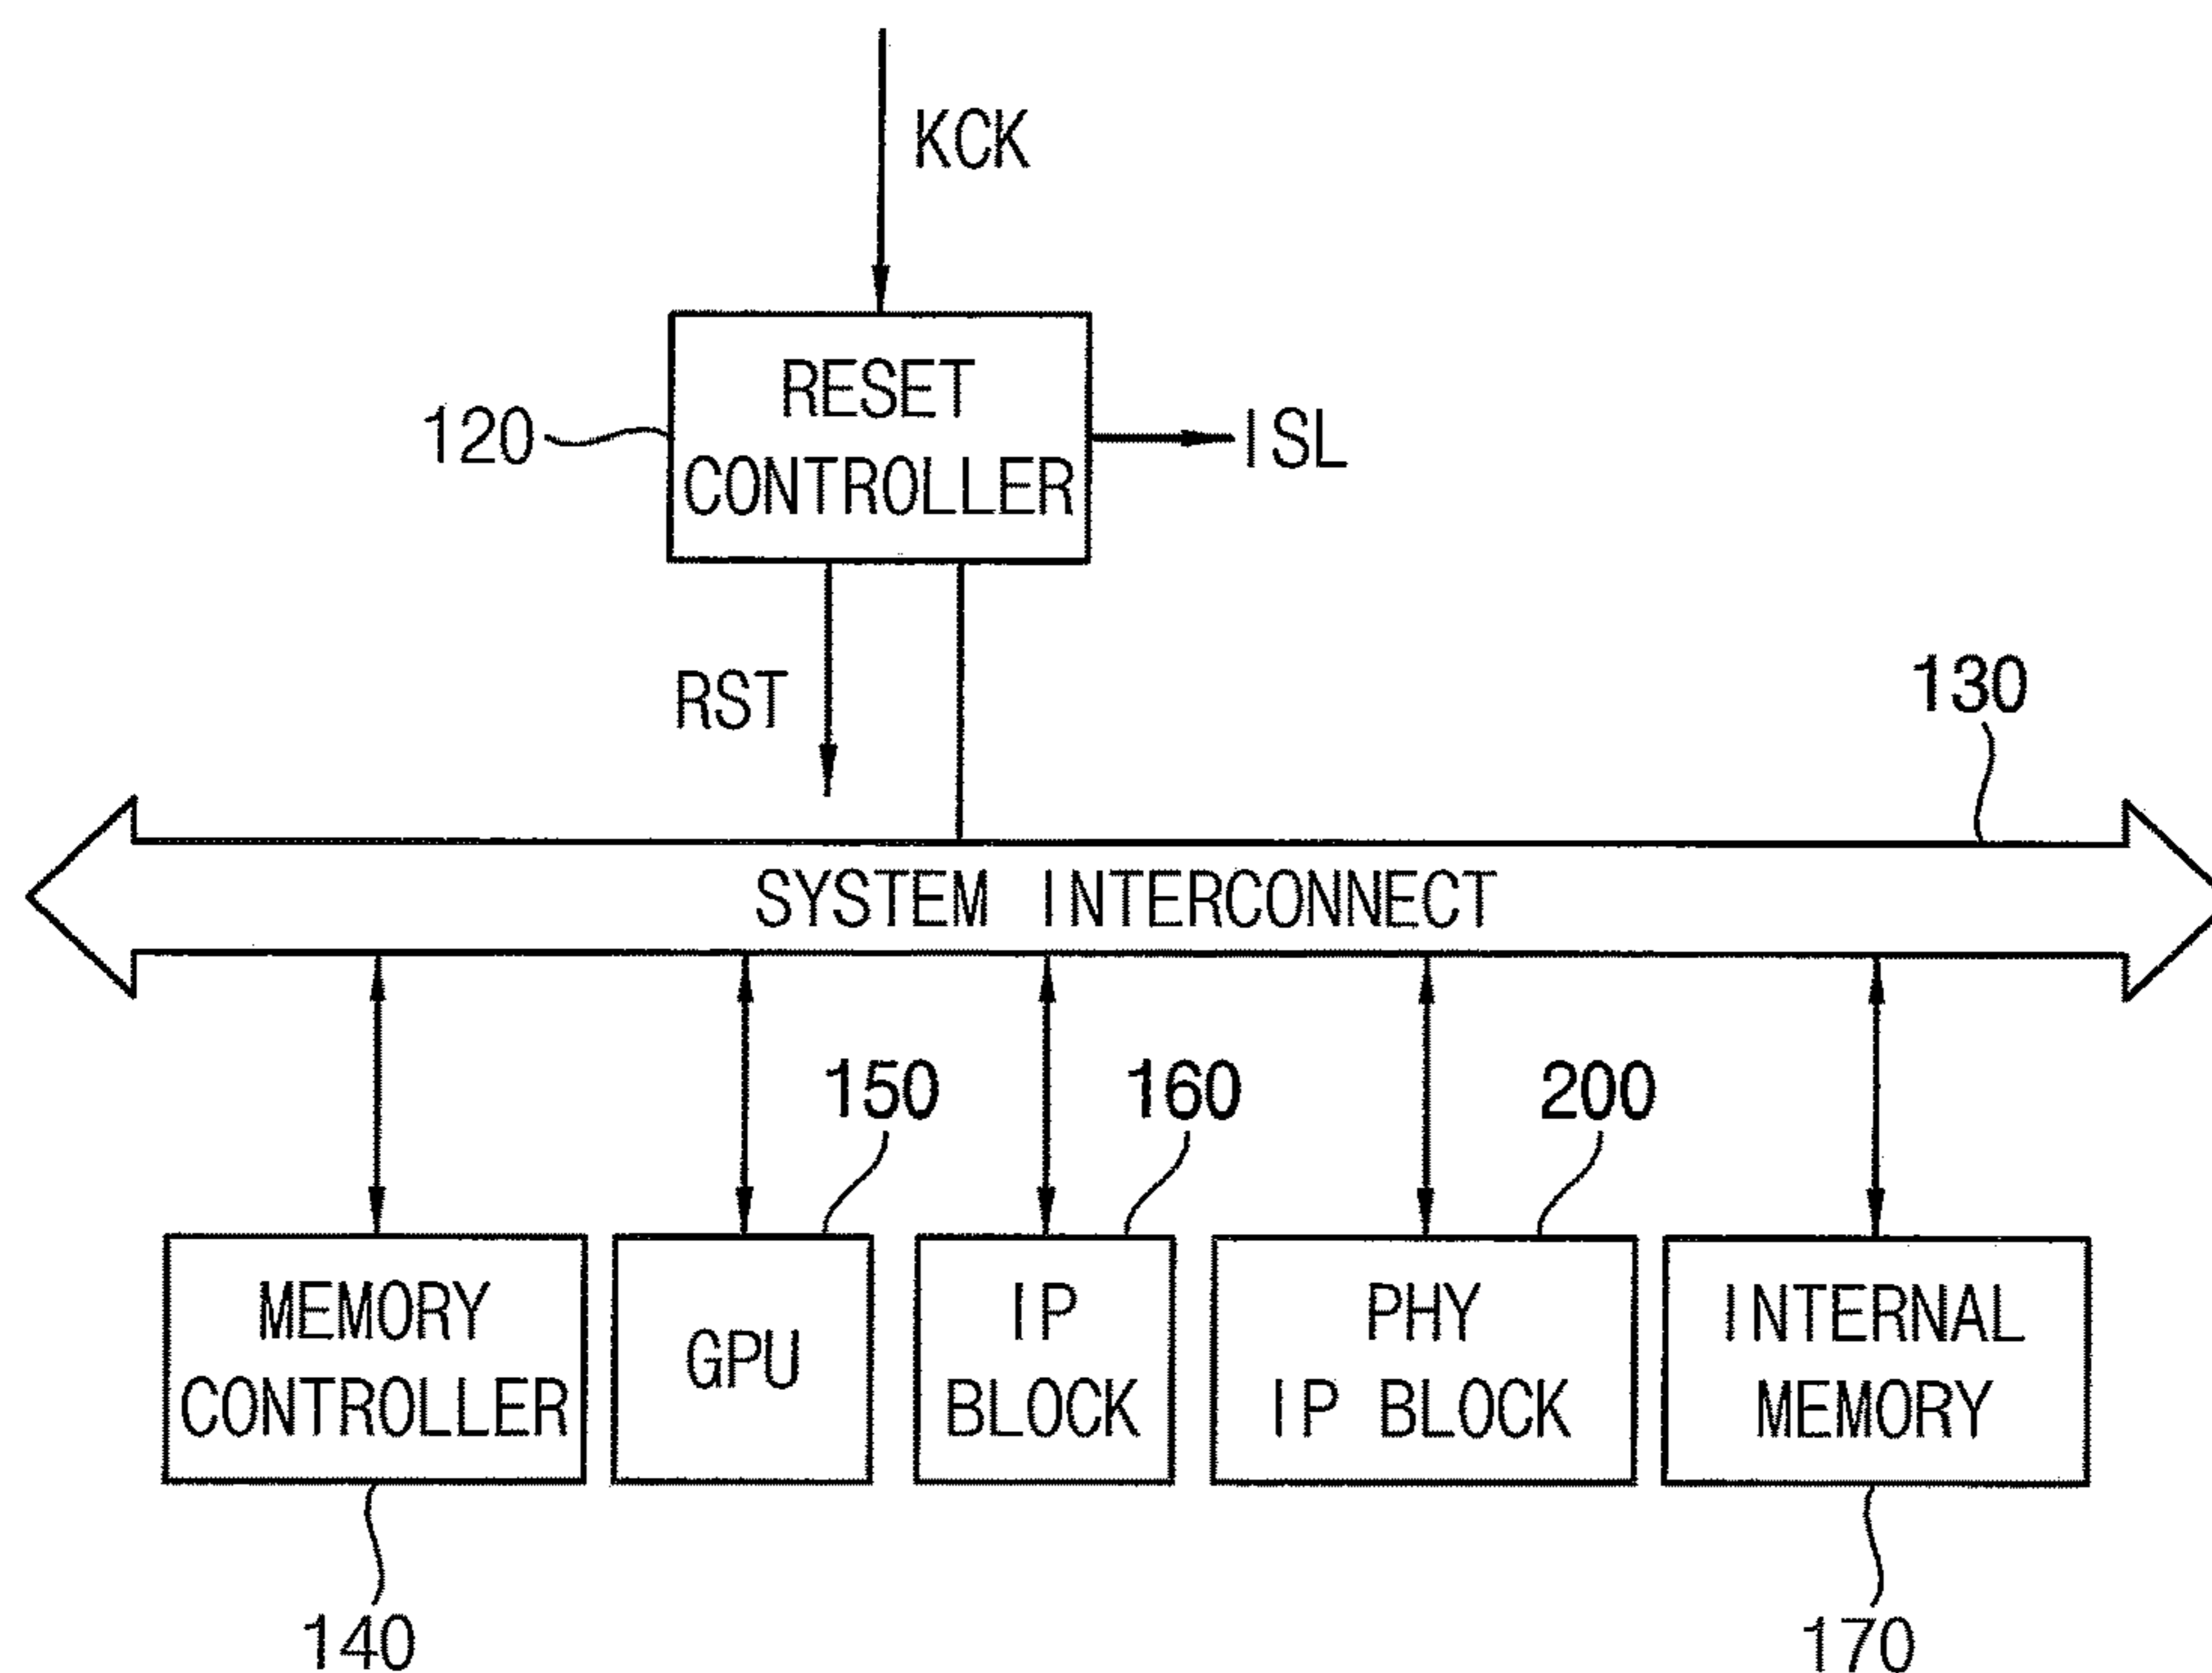 KCK
RESET
CONTROLLER
120
ISL
RST
130
SYSTEM INTERCONNECT
150
160
200
MEMORY
CONTROLLER
GPU
IP
BLOCK
PHY
IP BLOCK
INTERNAL
MEMORY
140
170